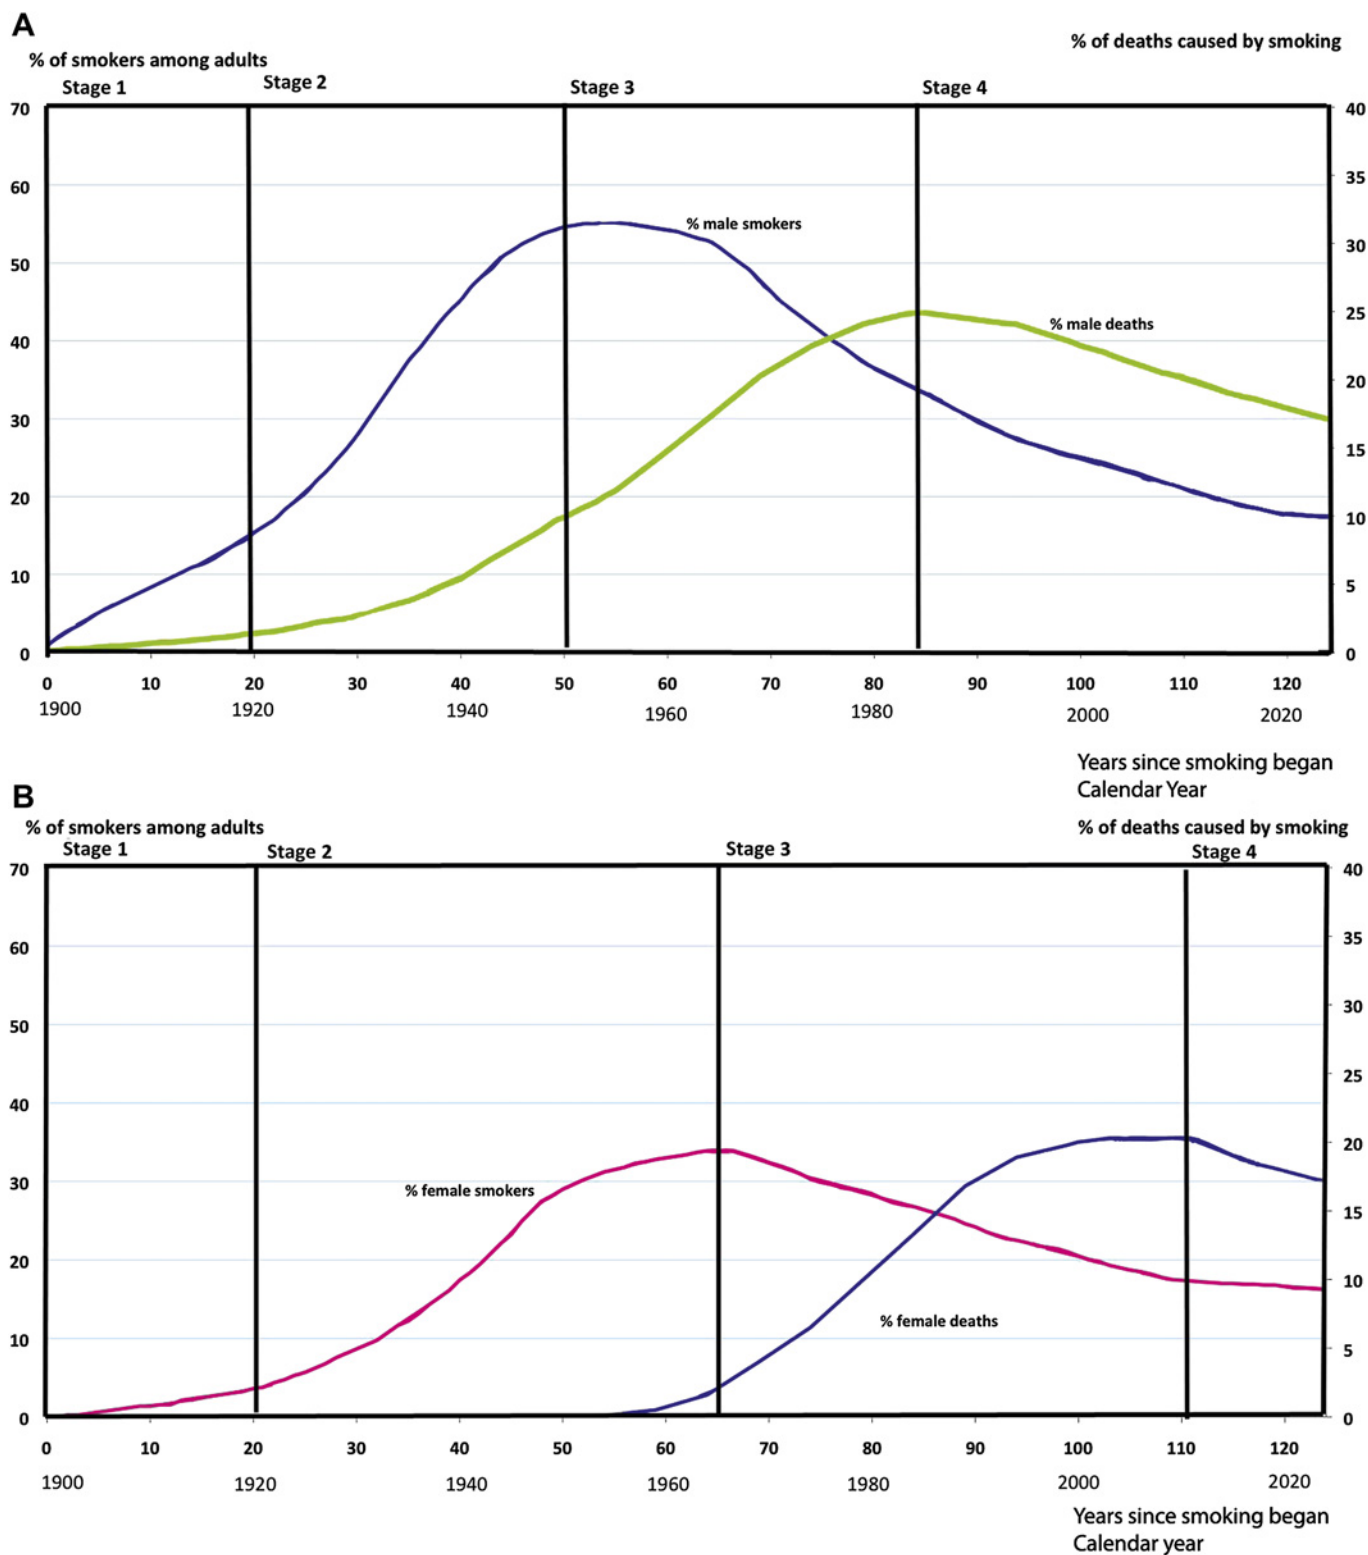 A
% of smokers among adults
% of deaths caused by smoking
Stage 1
Stage 2
Stage 3
Stage 4
70
60
50
40
30
20
10
0
40
35
30
25
20
15
10
5
0
% male smokers
% male deaths
0 10 20 30 40 50 60 70 80 90 100 110 120
1900 1920 1940 1960 1980 2000 2020
Years since smoking began
Calendar Year
B
% of smokers among adults
% of deaths caused by smoking
Stage 1
Stage 2
Stage 3
Stage 4
70
60
50
40
30
20
10
0
40
35
30
25
20
15
10
5
0
% female smokers
% female deaths
0 10 20 30 40 50 60 70 80 90 100 110 120
1900 1920 1940 1960 1980 2000 2020
Years since smoking began
Calendar year